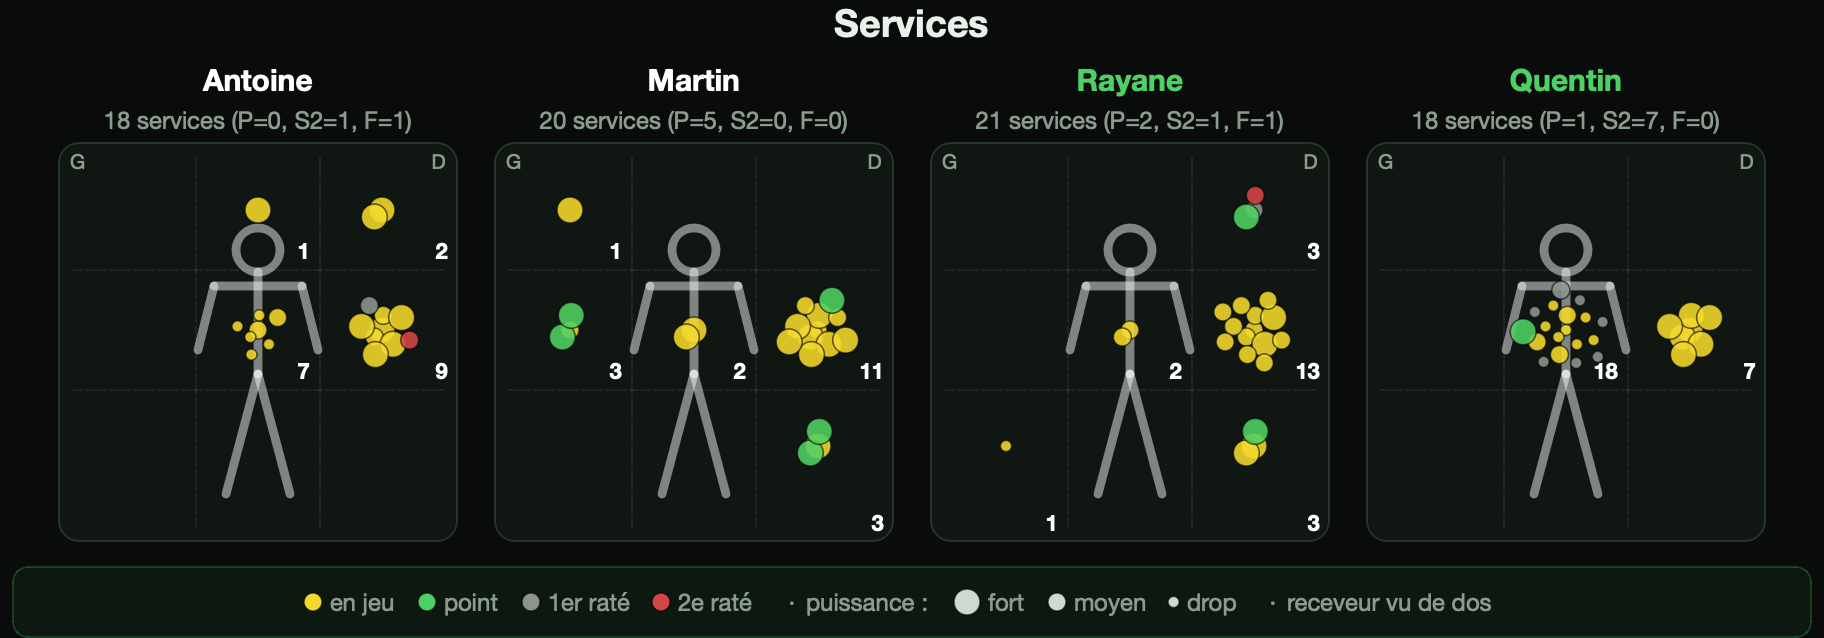 Services
Antoine Martin Rayane Quentin
18 services (P=0, S2=1, F=1) 20 services (P=5, S2=0, F=0) 21 services (P=2, S2=1, F=1) 18 services (P=1, S2=7, F=0)
G D G D G D G D
1 2 1 3
7 9 3 2 11 2 13 18 7
3 1 3
en jeu point 1er raté 2e raté · puissance : fort moyen drop · receveur vu de dos